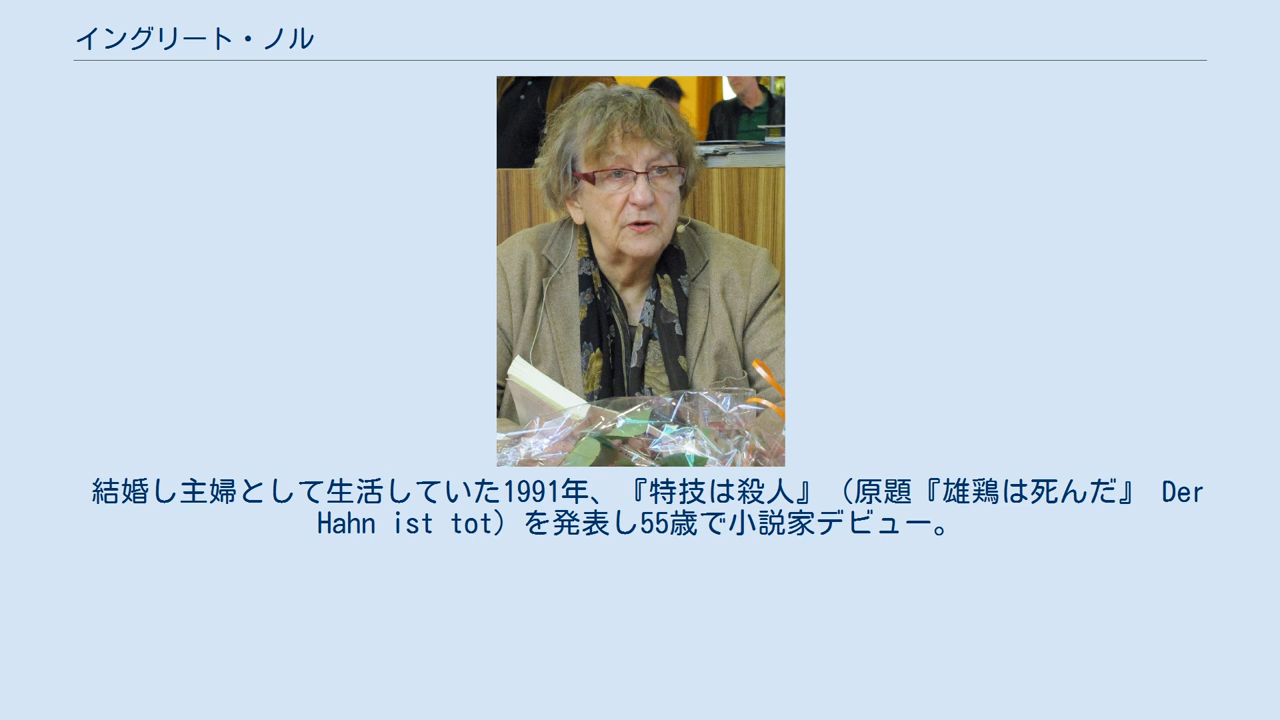 イングリート・ノル
結婚し主婦として生活していた1991年、『特技は殺人』（原題『雄鶏は死んだ』 Der
Hahn ist tot）を発表し55歳で小説家デビュー。